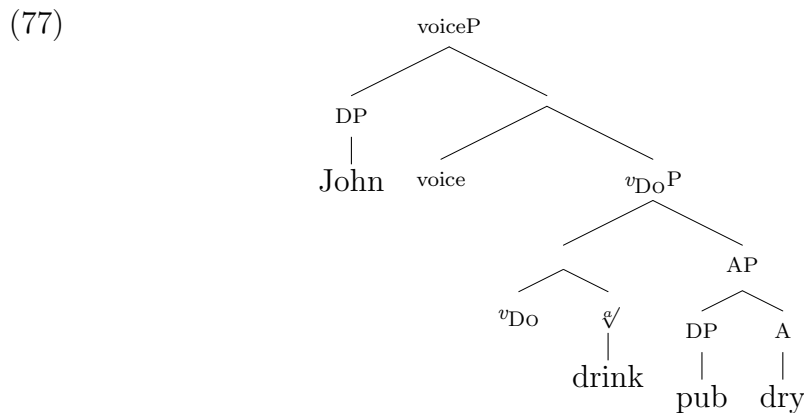 (77)
voiceP
DP
John
voice
vDoP
vDo
a√
drink
AP
DP
pub
A
dry